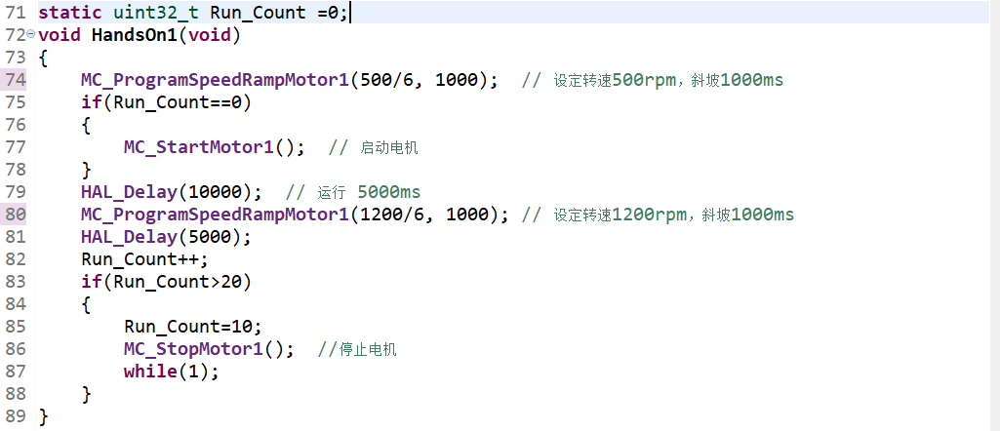 71 static uint32_t Run_Count =0;
72 void HandsOn1(void)
73 {
74     MC_ProgramSpeedRampMotor1(500/6, 1000);  // 设定转速500rpm，斜坡1000ms
75     if(Run_Count==0)
76     {
77         MC_StartMotor1();  // 启动电机
78     }
79     HAL_Delay(10000);  // 运行 5000ms
80     MC_ProgramSpeedRampMotor1(1200/6, 1000); // 设定转速1200rpm，斜坡1000ms
81     HAL_Delay(5000);
82     Run_Count++;
83     if(Run_Count>20)
84     {
85         Run_Count=10;
86         MC_StopMotor1();  //停止电机
87         while(1);
88     }
89 }